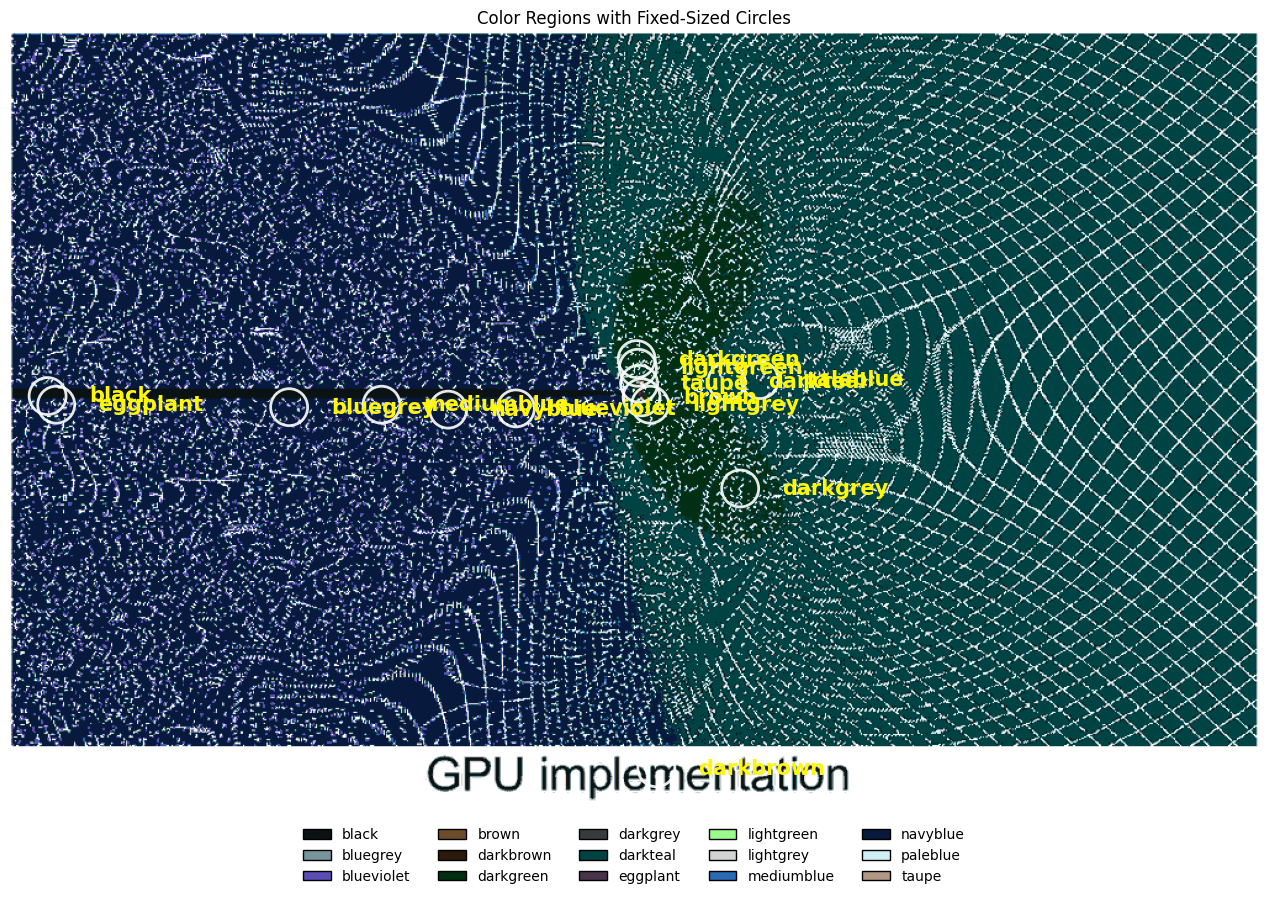 Color Regions with Fixed-Sized Circles
darkgreen
lightgreen
taupe
darkteal
paleblue
brown
lightgrey
black
eggplant
bluegrey
mediumblue
navyblue
blueviolet
darkgrey
darkbrown
GPU implementation
black brown darkgrey lightgreen navyblue
bluegrey darkbrown darkteal lightgrey paleblue
blueviolet darkgreen eggplant mediumblue taupe